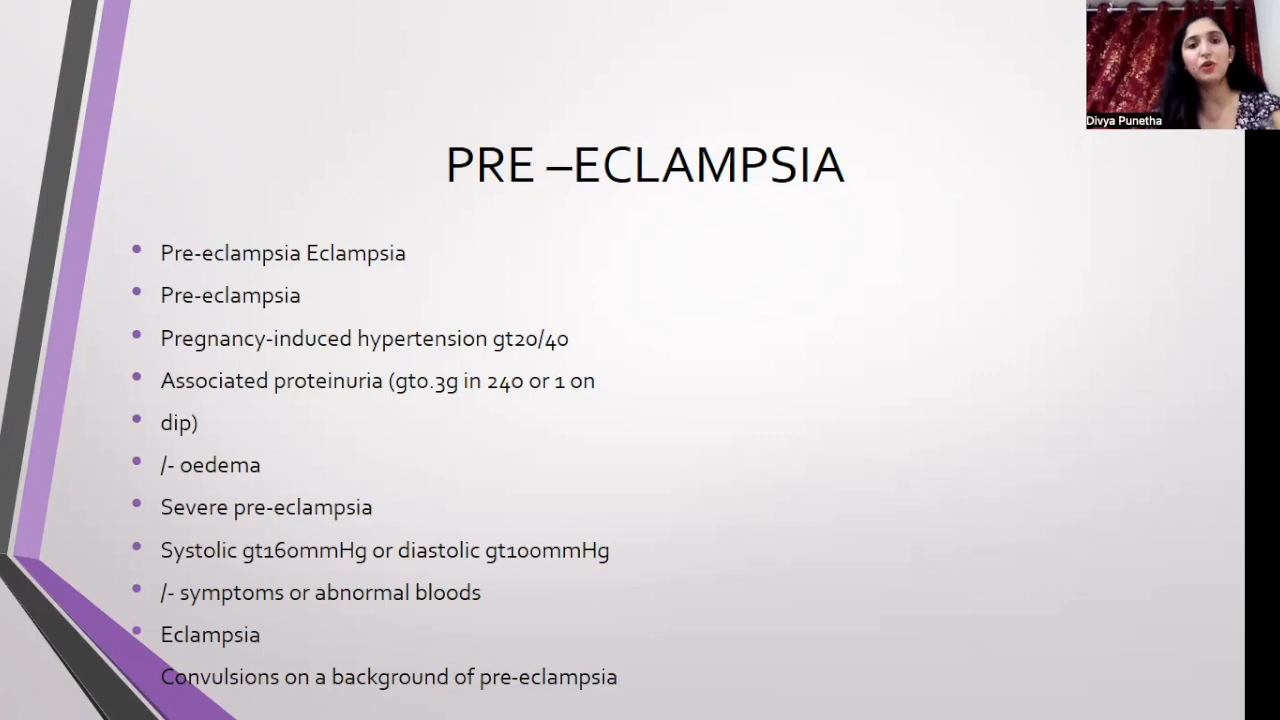 Divya Punetha
PRE –ECLAMPSIA
Pre-eclampsia Eclampsia
Pre-eclampsia
Pregnancy-induced hypertension gt20/40
Associated proteinuria (gt0.3g in 240 or 1 on
dip)
/- oedema
Severe pre-eclampsia
Systolic gt160mmHg or diastolic gt100mmHg
/- symptoms or abnormal bloods
Eclampsia
Convulsions on a background of pre-eclampsia